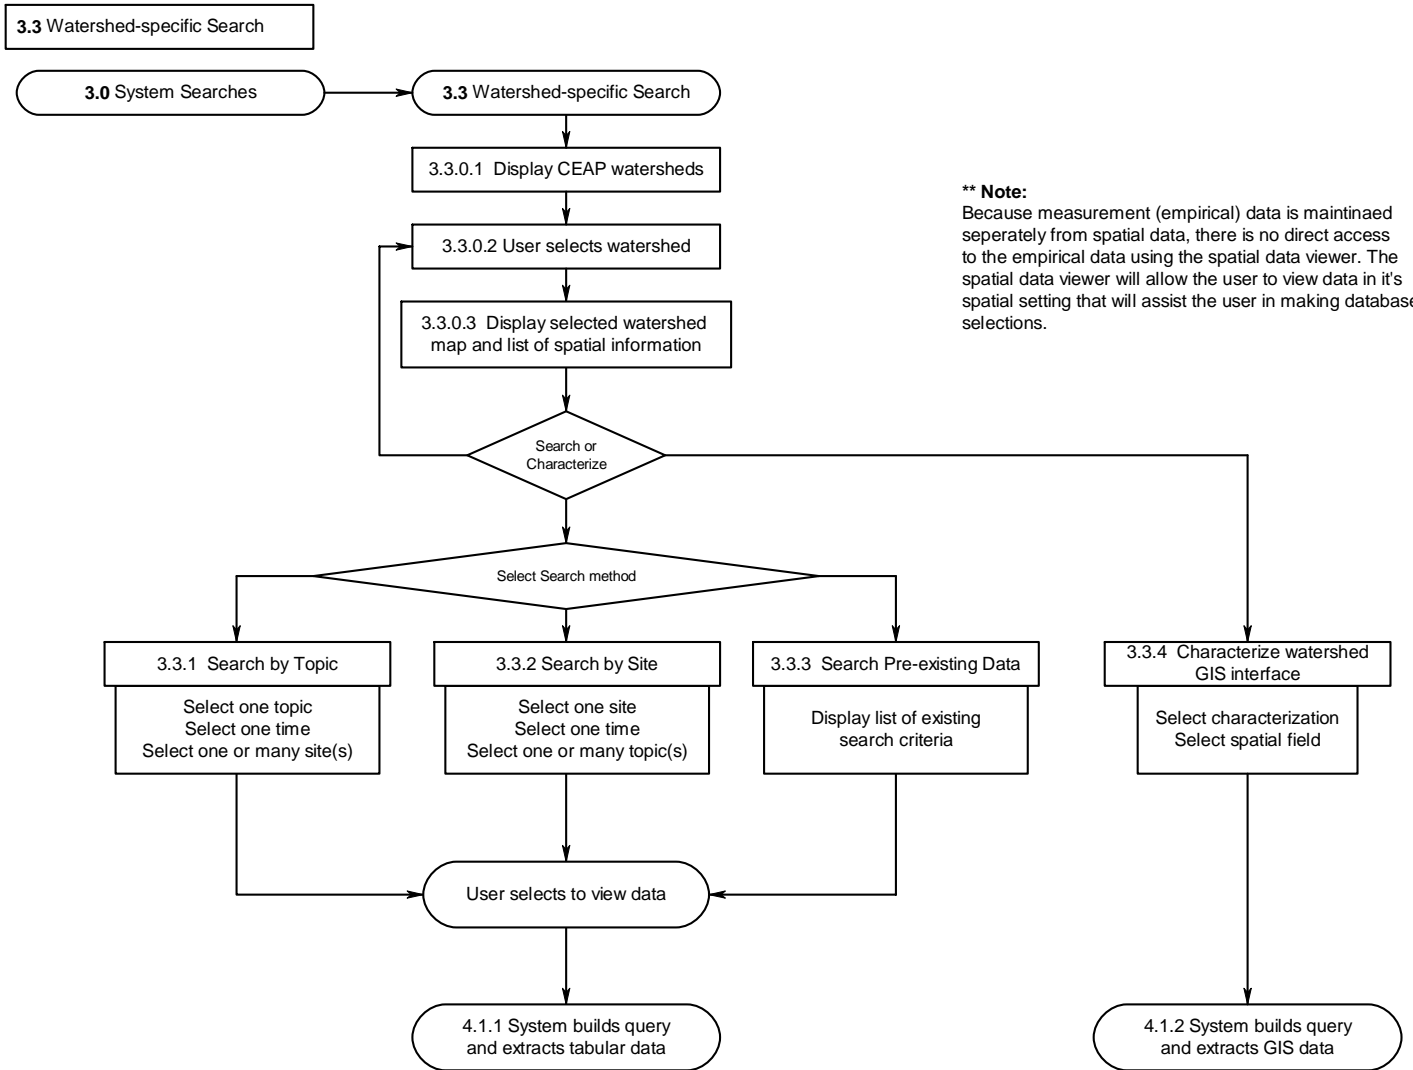 3.3 Watershed-specific Search
3.0 System Searches
3.3 Watershed-specific Search
3.3.0.1 Display CEAP watersheds
** Note:
Because measurement (empirical) data is maintinaed
seperately from spatial data, there is no direct access
to the empirical data using the spatial data viewer. The
spatial data viewer will allow the user to view data in it's
spatial setting that will assist the user in making database
selections.
3.3.0.2 User selects watershed
3.3.0.3 Display selected watershed
map and list of spatial information
Search or
Characterize
Select Search method
3.3.1 Search by Topic
Select one topic
Select one time
Select one or many site(s)
3.3.2 Search by Site
Select one site
Select one time
Select one or many topic(s)
3.3.3 Search Pre-existing Data
Display list of existing
search criteria
3.3.4 Characterize watershed
GIS interface
Select characterization
Select spatial field
User selects to view data
4.1.1 System builds query
and extracts tabular data
4.1.2 System builds query
and extracts GIS data